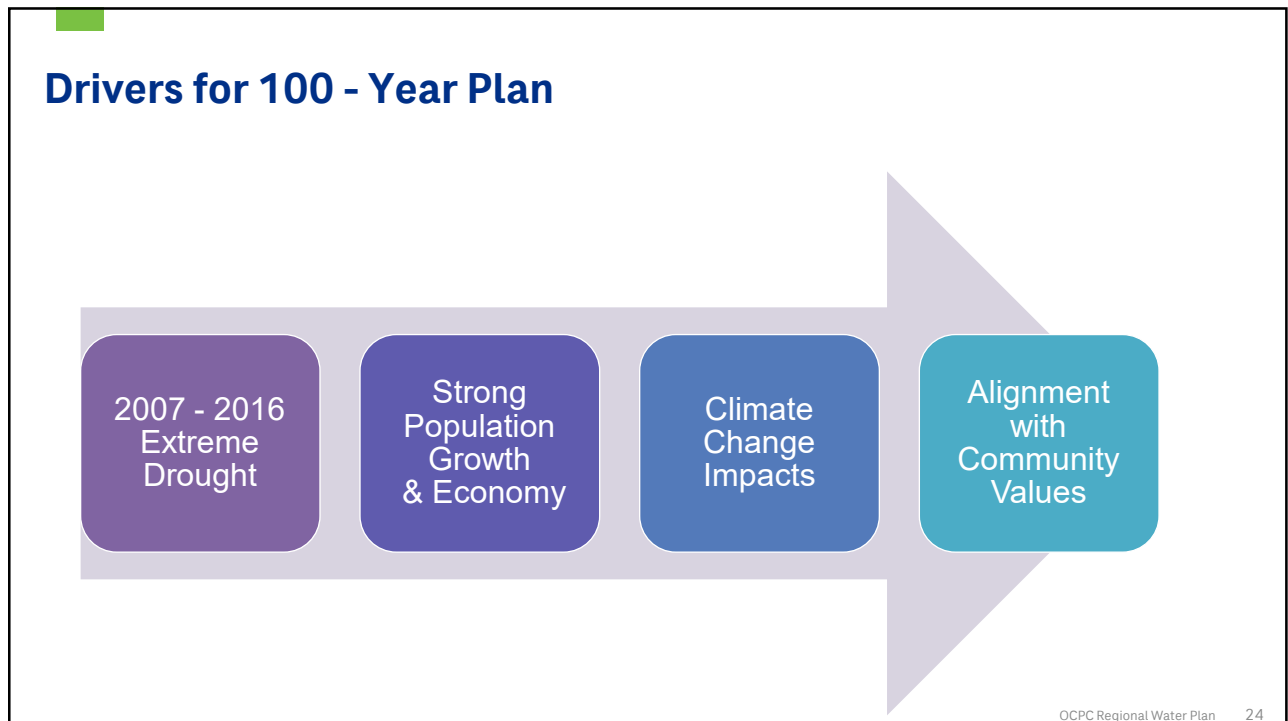 Drivers for 100 - Year Plan
2007 - 2016
Extreme
Drought
Strong
Population
Growth
& Economy
Climate
Change
Impacts
Alignment
with
Community
Values
OCPC Regional Water Plan 24